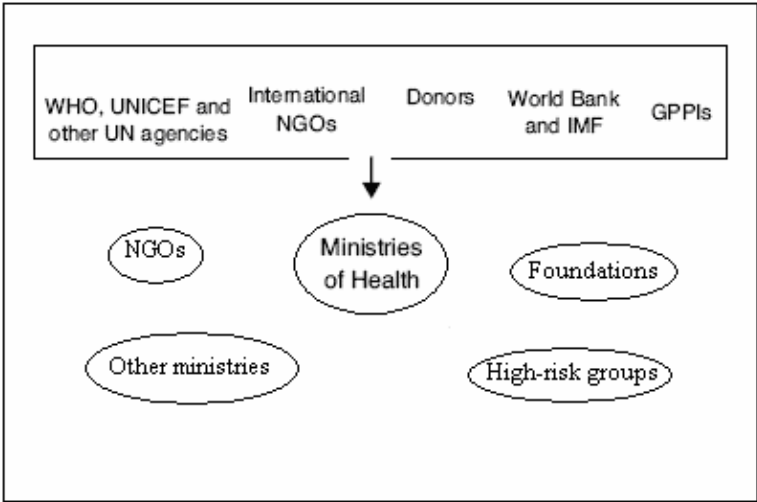 WHO, UNICEF and
other UN agencies
International
NGOs
Donors
World Bank
and IMF
GPPIs
NGOs
Ministries
of Health
Foundations
Other ministries
High-risk groups